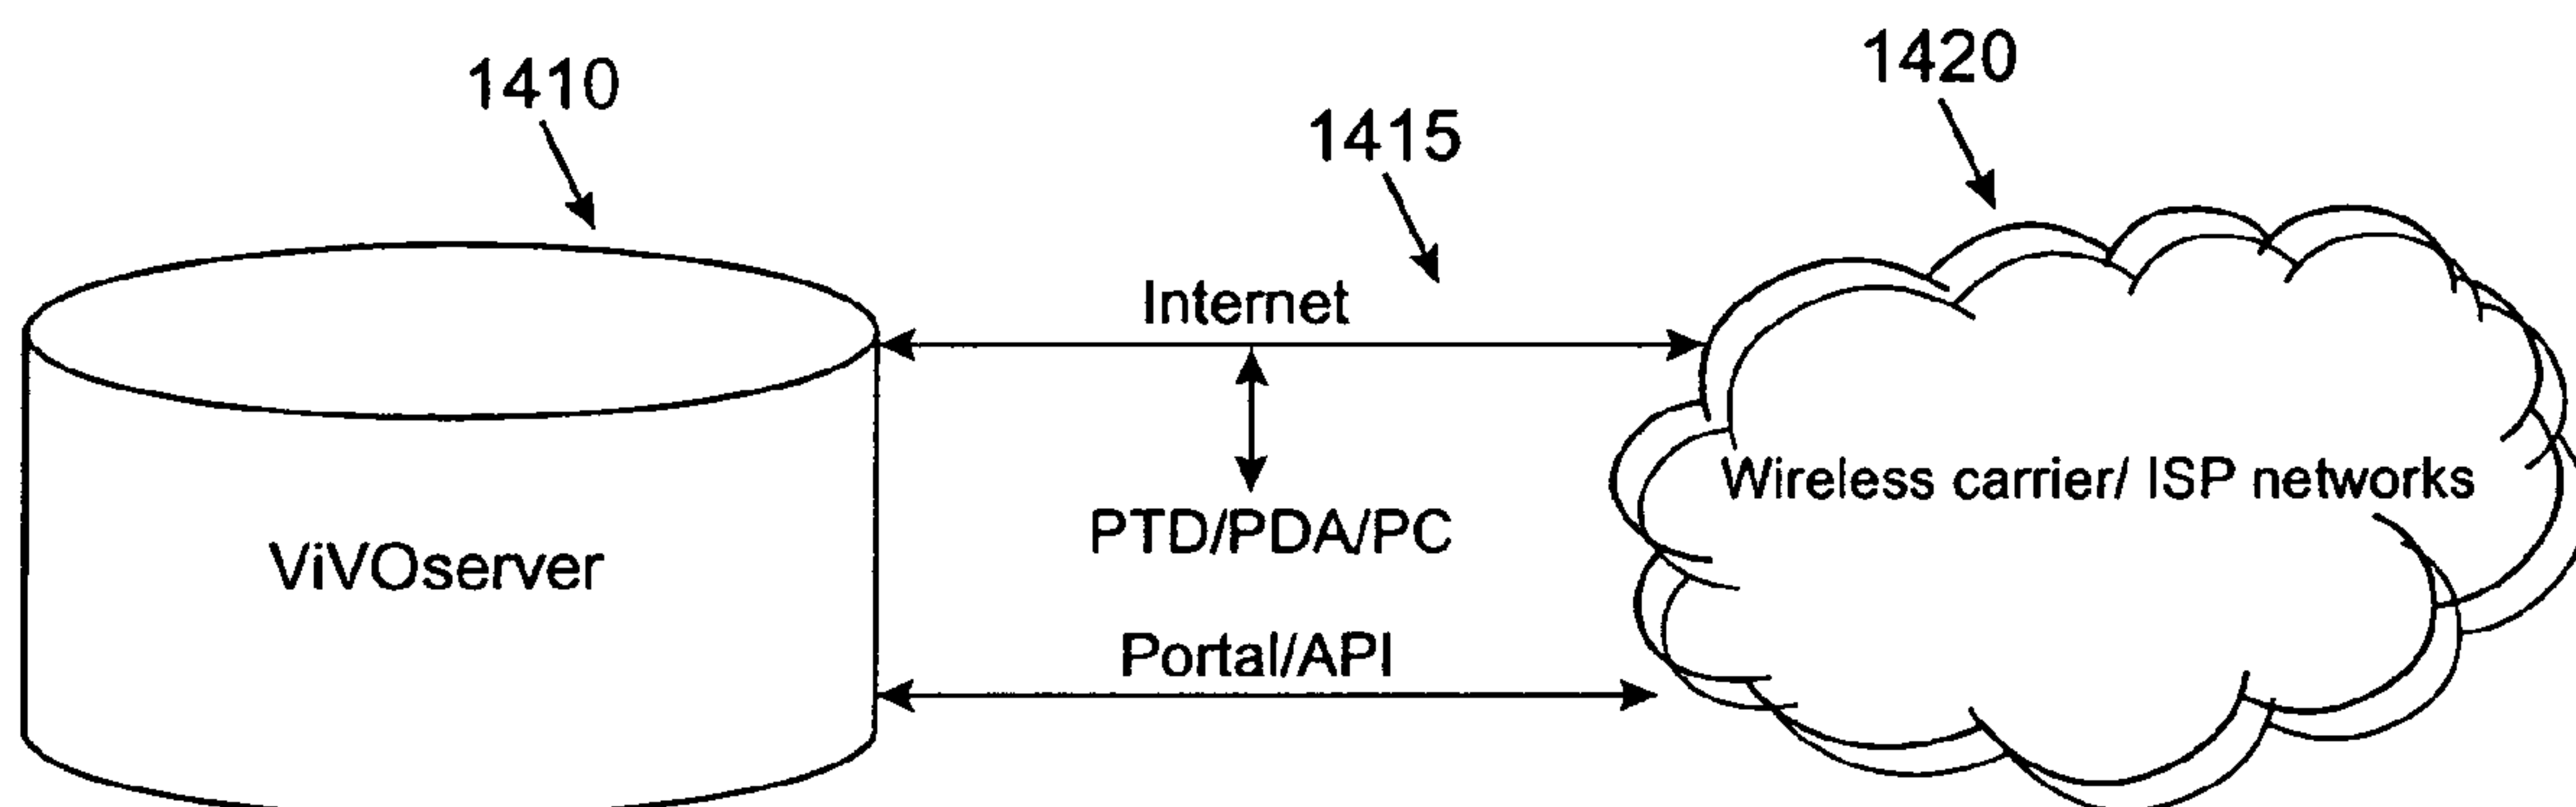 1410
1415
1420
Internet
PTD/PDA/PC
Portal/API
ViVOserver
Wireless carrier/ ISP networks